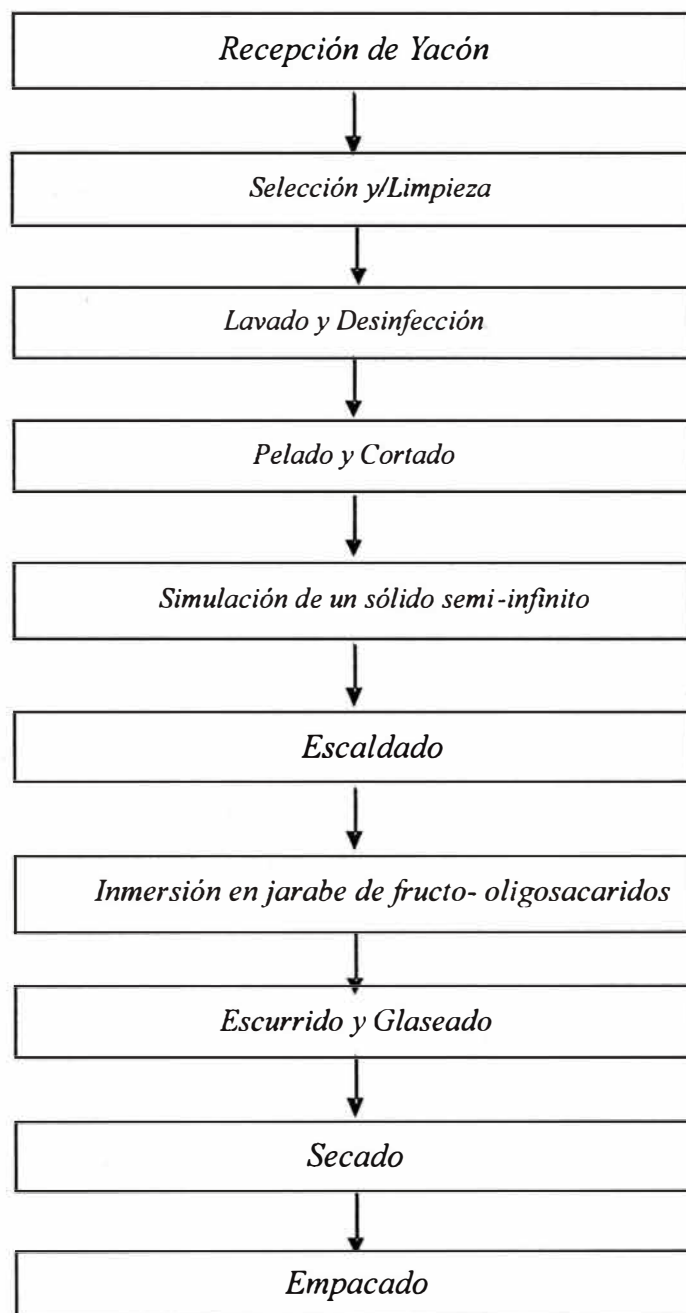 Recepción de Yacón
Selección y/Limpieza
Lavado y Desinfección
Pelado y Cortado
Simulación de un sólido semi-infinito
Escaldado
Inmersión en jarabe de fructo- oligosacaridos
Escurrido y Glaseado
Secado
Empacado